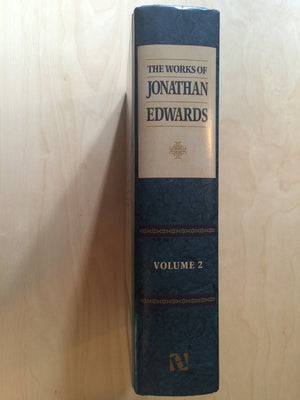 THE WORKS OF
JONATHAN
EDWARDS
VOLUME 2